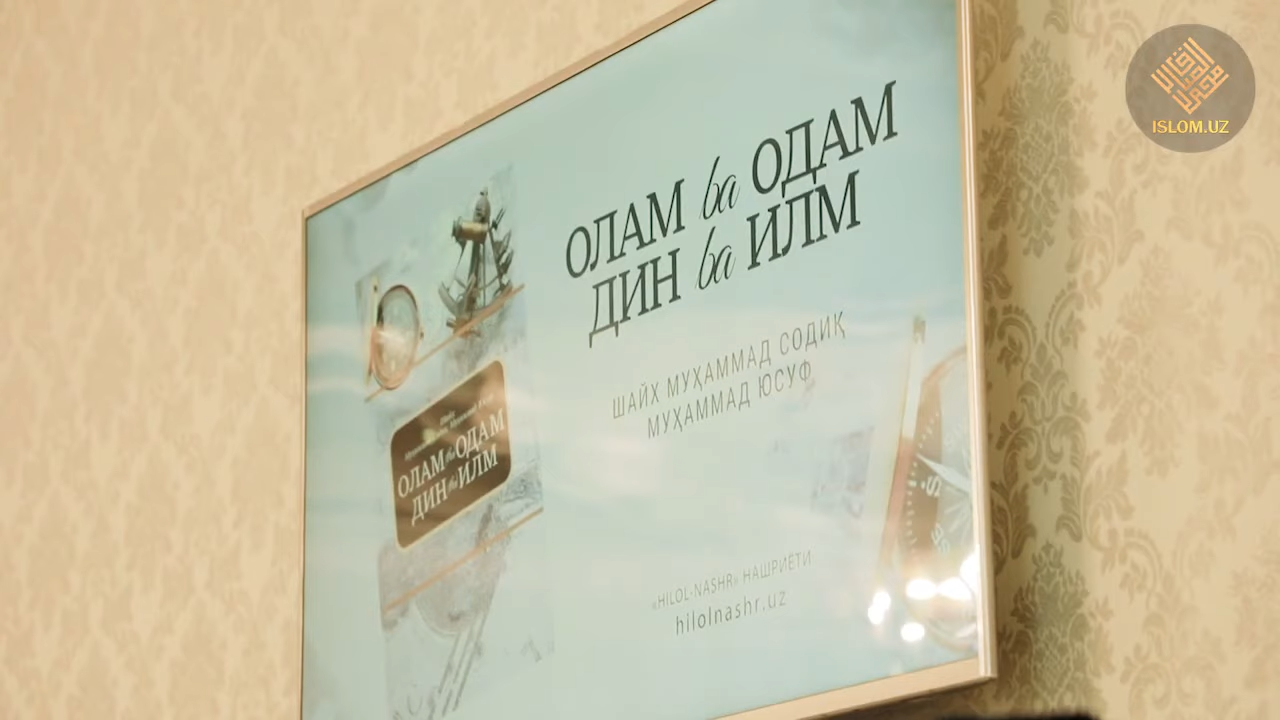 ISLOM.UZ
ОЛАМ ва ОДАМ
ДИН ва ИЛМ
ШАЙХ МУҲАММАД СОДИҚ
МУҲАММАД ЮСУФ
Шайх
ОЛАМ ва ОДАМ
ДИН ва ИЛМ
«HILOL-NASHR» НАШРИЁТИ
hilolnashr.uz